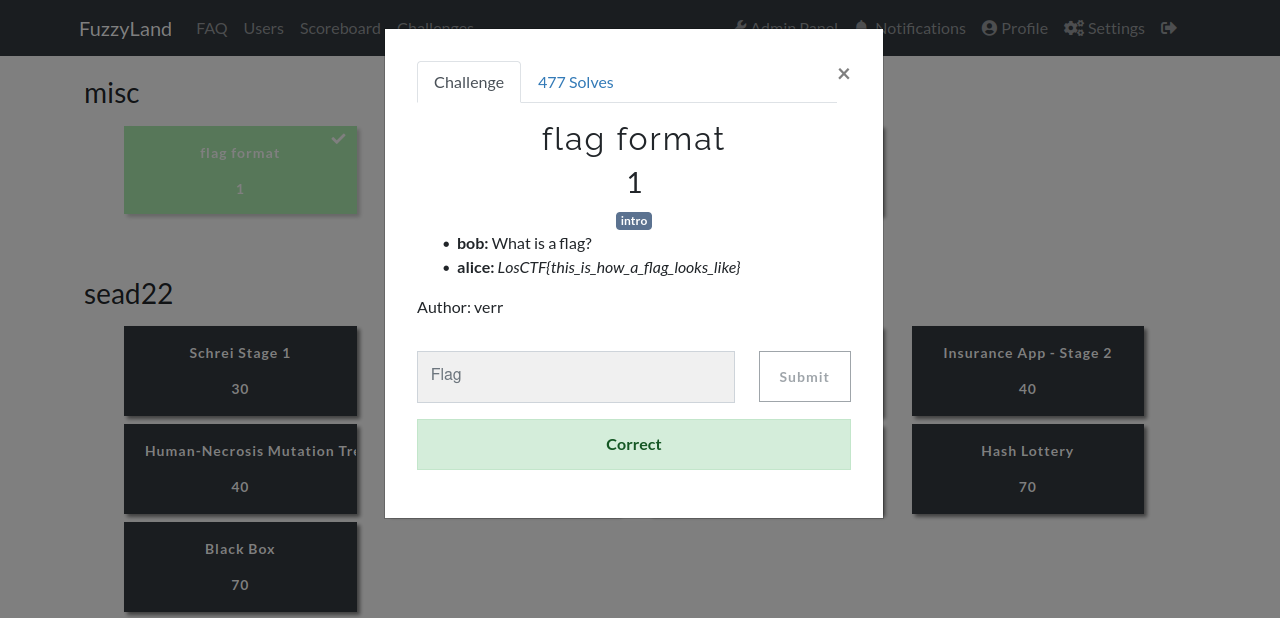 FuzzyLand FAQ Users Scoreboard Challenges Admin Panel Notifications Profile Settings
misc
flag format
1
Challenge 477 Solves ×
flag format
1
intro
• bob: What is a flag?
• alice: LosCTF{this_is_how_a_flag_looks_like}
Author: verr
Flag Submit
Correct
sead22
Schrei Stage 1
30
Insurance App - Stage 2
40
Human-Necrosis Mutation Tre
40
Hash Lottery
70
Black Box
70